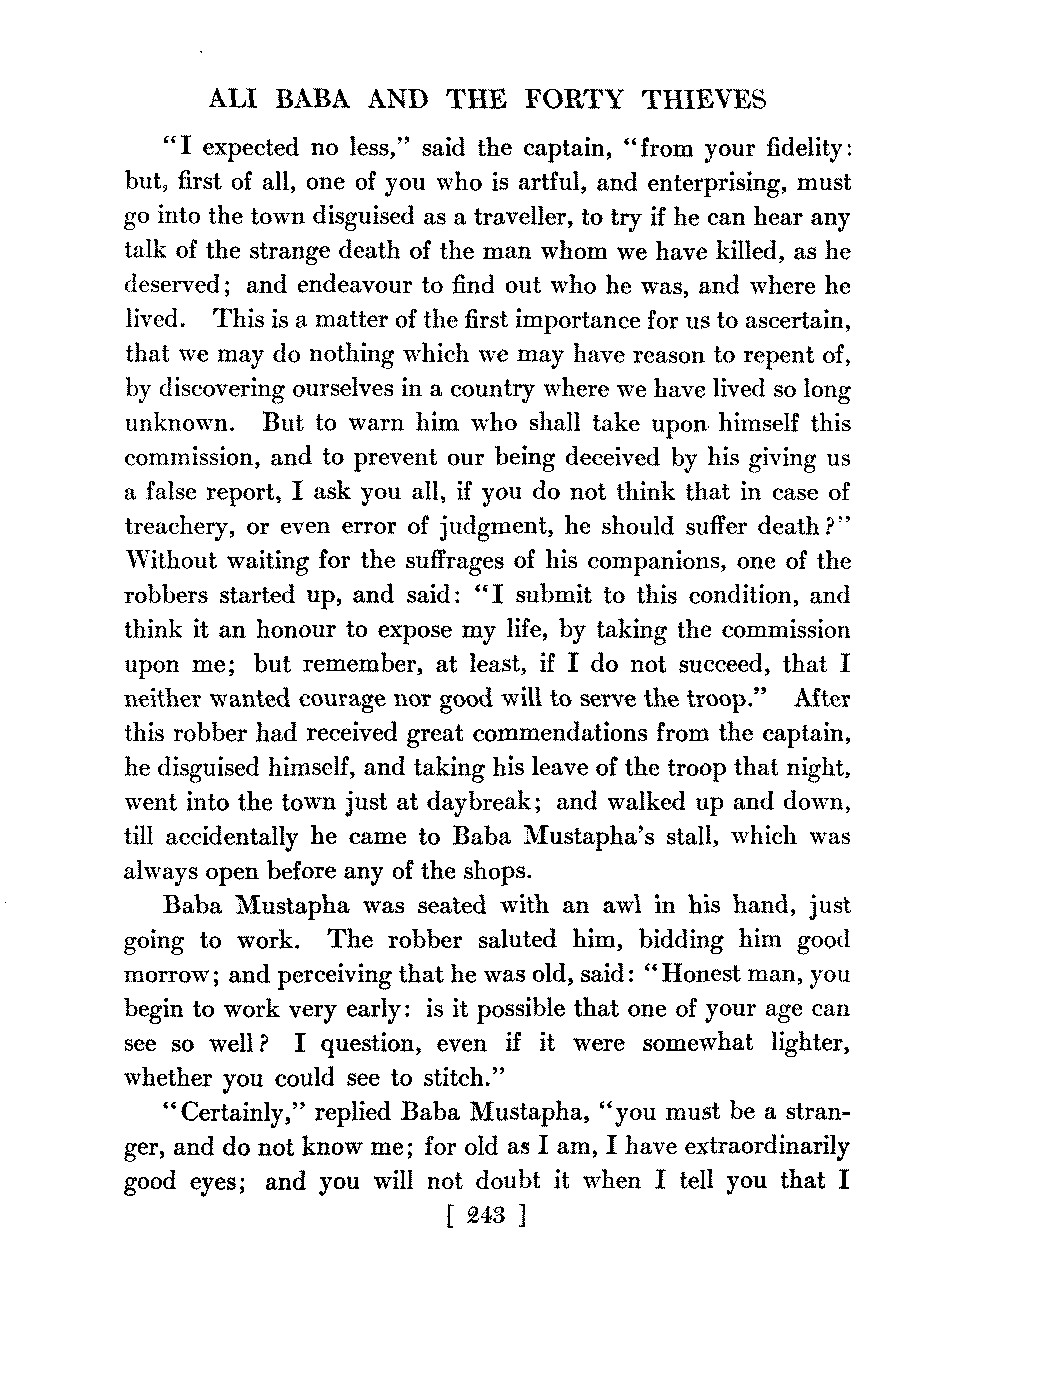 ALI BABA AND THE FORTY THIEVES
"I expected no less," said the captain, "from your fidelity:
but, first of all, one of you who is artful, and enterprising, must
go into the town disguised as a traveller, to try if he can hear any
talk of the strange death of the man whom we have killed, as he
deserved; and endeavour to find out who he was, and where he
lived. This is a matter of the first importance for us to ascertain,
that we may do nothing which we may have reason to repent of,
by discovering ourselves in a country where we have lived so long
unknown. But to warn him who shall take upon himself this
commission, and to prevent our being deceived by his giving us
a false report, I ask you all, if you do not think that in case of
treachery, or even error of judgment, he should suffer death?"
Without waiting for the suffrages of his companions, one of the
robbers started up, and said: "I submit to this condition, and
think it an honour to expose my life, by taking the commission
upon me; but remember, at least, if I do not succeed, that I
neither wanted courage nor good will to serve the troop." After
this robber had received great commendations from the captain,
he disguised himself, and taking his leave of the troop that night,
went into the town just at daybreak; and walked up and down,
till accidentally he came to Baba Mustapha's stall, which was
always open before any of the shops.
Baba Mustapha was seated with an awl in his hand, just
going to work. The robber saluted him, bidding him good
morrow; and perceiving that he was old, said: "Honest man, you
begin to work very early: is it possible that one of your age can
see so well? I question, even if it were somewhat lighter,
whether you could see to stitch."
"Certainly," replied Baba Mustapha, "you must be a stran-
ger, and do not know me; for old as I am, I have extraordinarily
good eyes; and you will not doubt it when I tell you that I
[ 243 ]